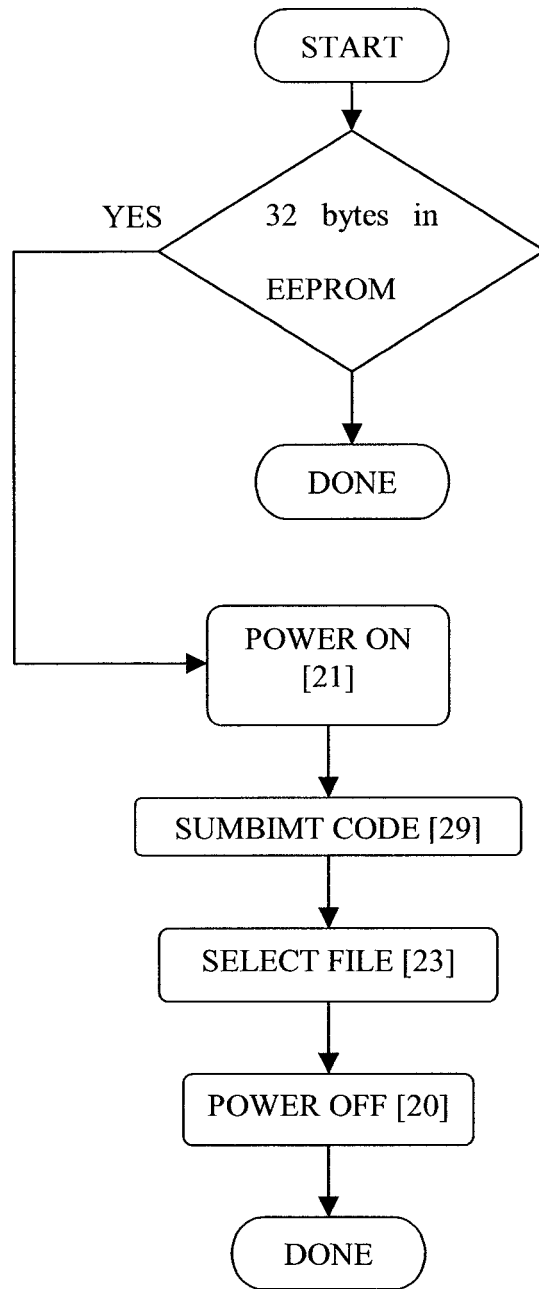 START
YES
32 bytes in
EEPROM
DONE
POWER ON
[21]
SUMBIMT CODE [29]
SELECT FILE [23]
POWER OFF [20]
DONE